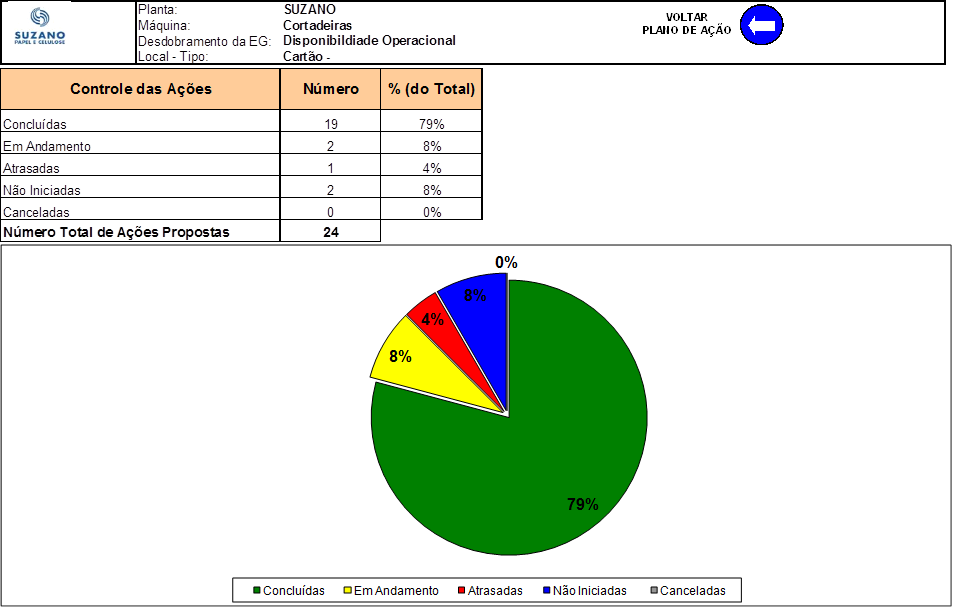 SUZANO
PAPEL E CELULOSE
Planta: SUZANO
Máquina: Cortadeiras
Desdobramento da EG: Disponibildiade Operacional
Local - Tipo: Cartão -
VOLTAR
PLANO DE AÇÃO
Controle das Ações Número % (do Total)
Concluídas 19 79%
Em Andamento 2 8%
Atrasadas 1 4%
Não Iniciadas 2 8%
Canceladas 0 0%
Número Total de Ações Propostas 24
0%
8%
4%
8%
79%
Concluídas Em Andamento Atrasadas Não Iniciadas Canceladas